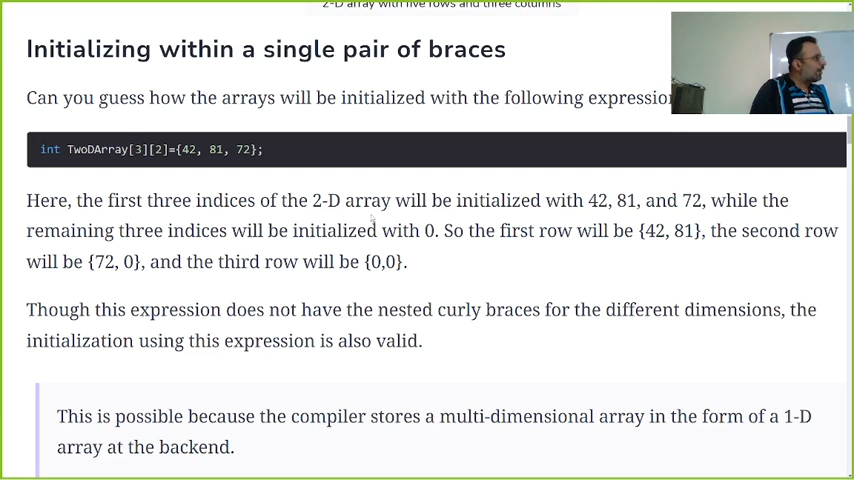 2-D array with five rows and three columns
Initializing within a single pair of braces
Can you guess how the arrays will be initialized with the following expression
int TwoDArray[3][2]={42, 81, 72};
Here, the first three indices of the 2-D array will be initialized with 42, 81, and 72, while the
remaining three indices will be initialized with 0. So the first row will be {42, 81}, the second row
will be {72, 0}, and the third row will be {0,0}.
Though this expression does not have the nested curly braces for the different dimensions, the
initialization using this expression is also valid.
This is possible because the compiler stores a multi-dimensional array in the form of a 1-D
array at the backend.